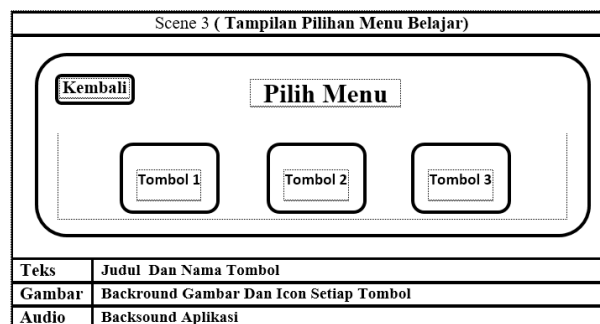 Scene 3 ( Tampilan Pilihan Menu Belajar)
Kembali
Pilih Menu
Tombol 1
Tombol 2
Tombol 3
Teks Judul Dan Nama Tombol
Gambar Backround Gambar Dan Icon Setiap Tombol
Audio Backsound Aplikasi